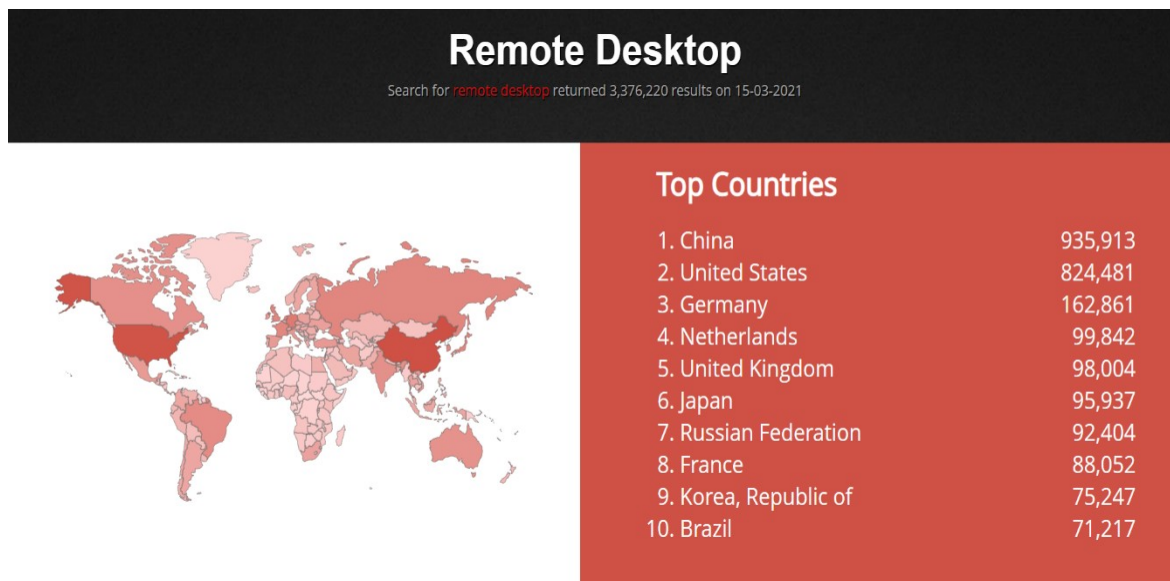 Remote Desktop
Search for remote desktop returned 3,376,220 results on 15-03-2021
Top Countries
1. China 935,913
2. United States 824,481
3. Germany 162,861
4. Netherlands 99,842
5. United Kingdom 98,004
6. Japan 95,937
7. Russian Federation 92,404
8. France 88,052
9. Korea, Republic of 75,247
10. Brazil 71,217